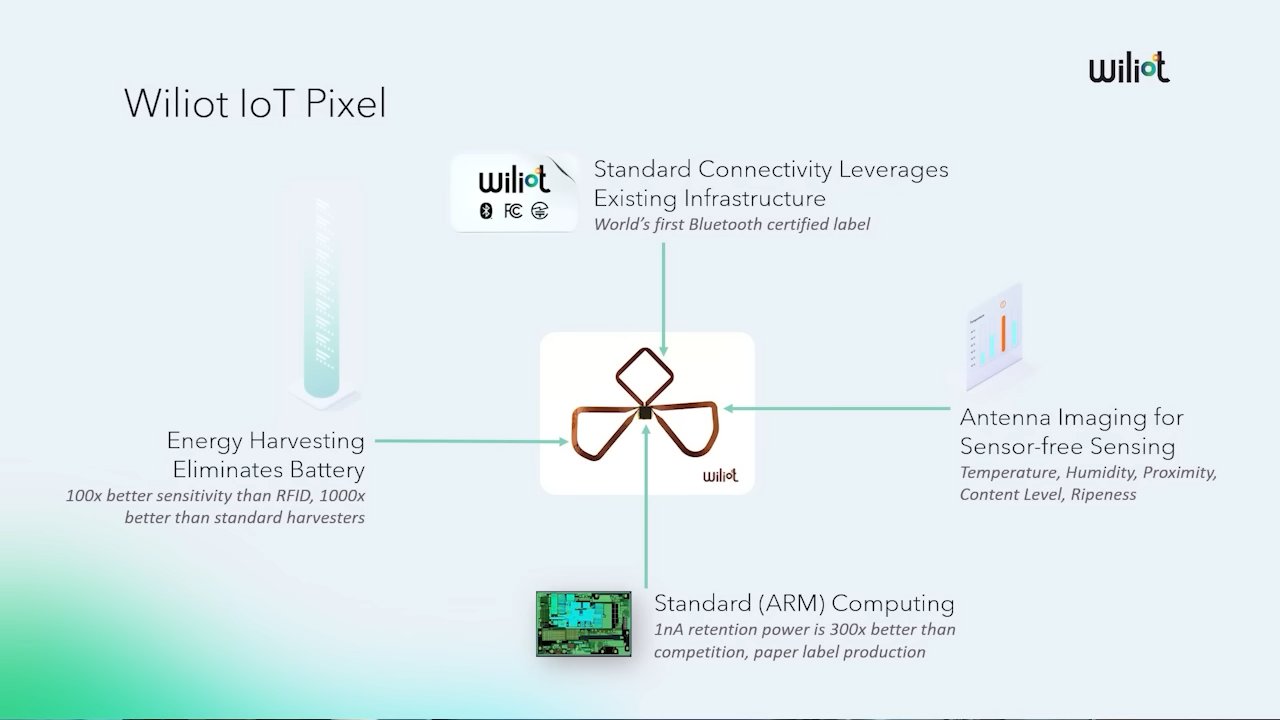 wiliot
Wiliot IoT Pixel
wiliot
FC
Standard Connectivity Leverages
Existing Infrastructure
World's first Bluetooth certified label
Energy Harvesting
Eliminates Battery
100x better sensitivity than RFID, 1000x
better than standard harvesters
wiliot
Antenna Imaging for
Sensor-free Sensing
Temperature, Humidity, Proximity,
Content Level, Ripeness
Standard (ARM) Computing
1nA retention power is 300x better than
competition, paper label production